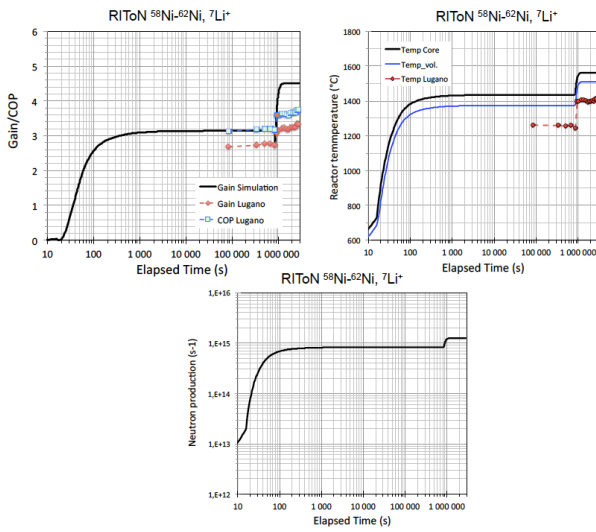 RIToN ⁵⁸Ni-⁶²Ni, ⁷Li⁺
Gain/COP
6
5
4
3
2
1
0
Gain Simulation
Gain Lugano
COP Lugano
10 100 1 000 10 000 100 000 1 000 000
Elapsed Time (s)
RIToN ⁵⁸Ni-⁶²Ni, ⁷Li⁺
Reactor temmperature (°C)
1800
1600
1400
1200
1000
800
600
Temp Core
Temp_vol.
Temp Lugano
10 100 1 000 10 000 100 000 1 000 000
Elapsed Time (s)
RIToN ⁵⁸Ni-⁶²Ni, ⁷Li⁺
Neutron production (s-1)
1,E+16
1,E+15
1,E+14
1,E+13
1,E+12
10 100 1 000 10 000 100 000 1 000 000
Elapsed Time (s)